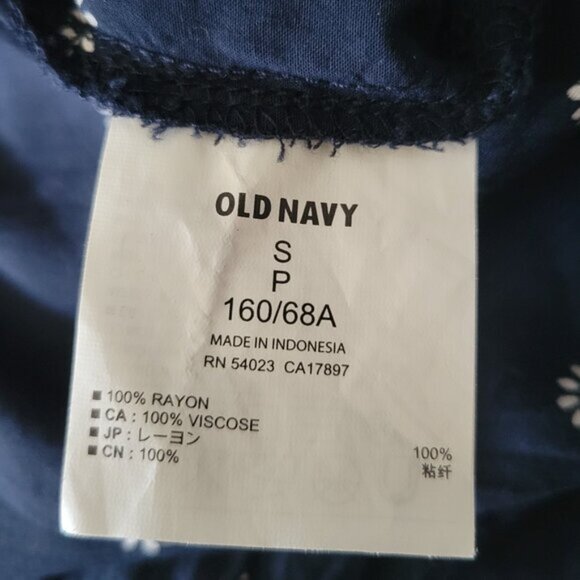 OLD NAVY
S
P
160/68A
MADE IN INDONESIA
RN 54023 CA17897
■ 100% RAYON
■ CA : 100% VISCOSE
■ JP : レーヨン
■ CN : 100%
100%
粘纤